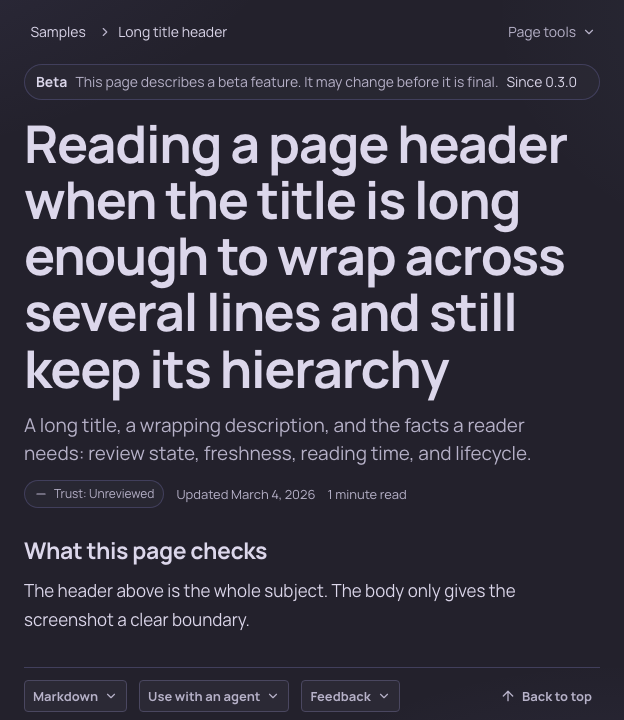 Samples > Long title header Page tools
Beta This page describes a beta feature. It may change before it is final. Since 0.3.0
Reading a page header
when the title is long
enough to wrap across
several lines and still
keep its hierarchy
A long title, a wrapping description, and the facts a reader
needs: review state, freshness, reading time, and lifecycle.
— Trust: Unreviewed Updated March 4, 2026 1 minute read
What this page checks
The header above is the whole subject. The body only gives the
screenshot a clear boundary.
Markdown Use with an agent Feedback ↑ Back to top